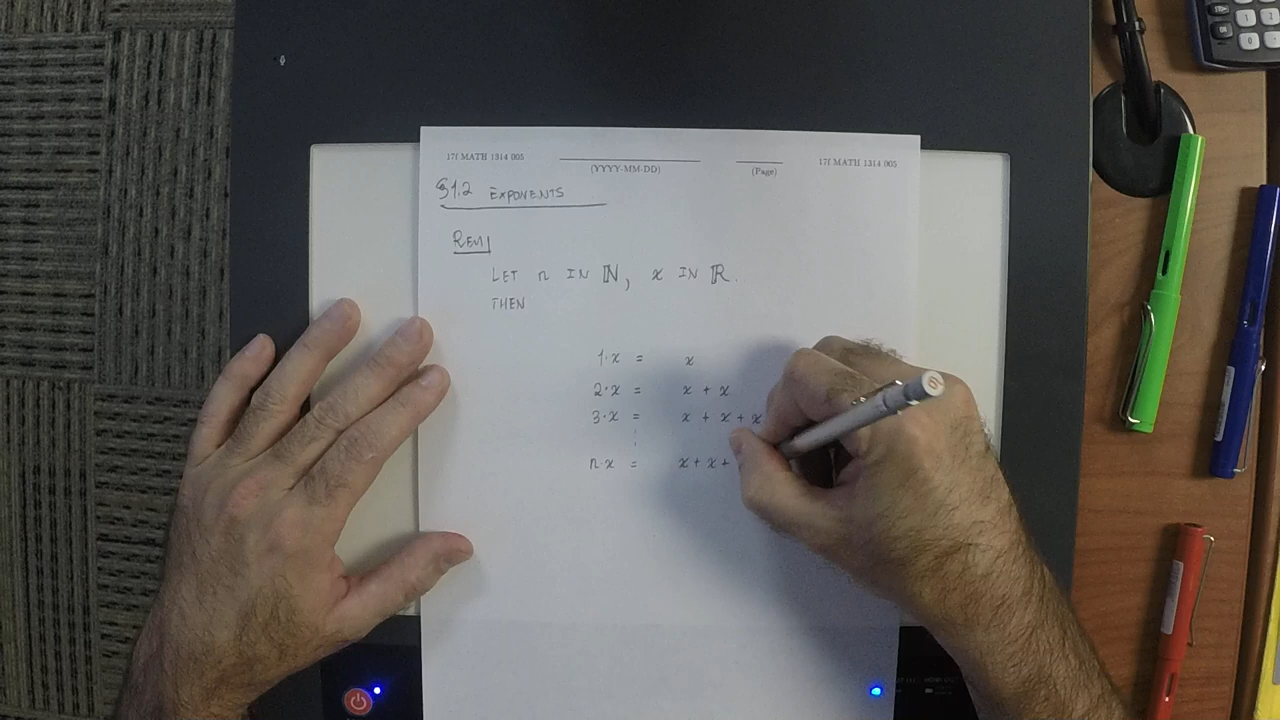 17f MATH 1314 005 (YYYY-MM-DD) (Page) 17f MATH 1314 005
§1.2 EXPONENTS
REM
LET n IN ℕ, x IN ℝ.
THEN
1·x = x
2·x = x + x
3·x = x + x + x
n·x = x + x +